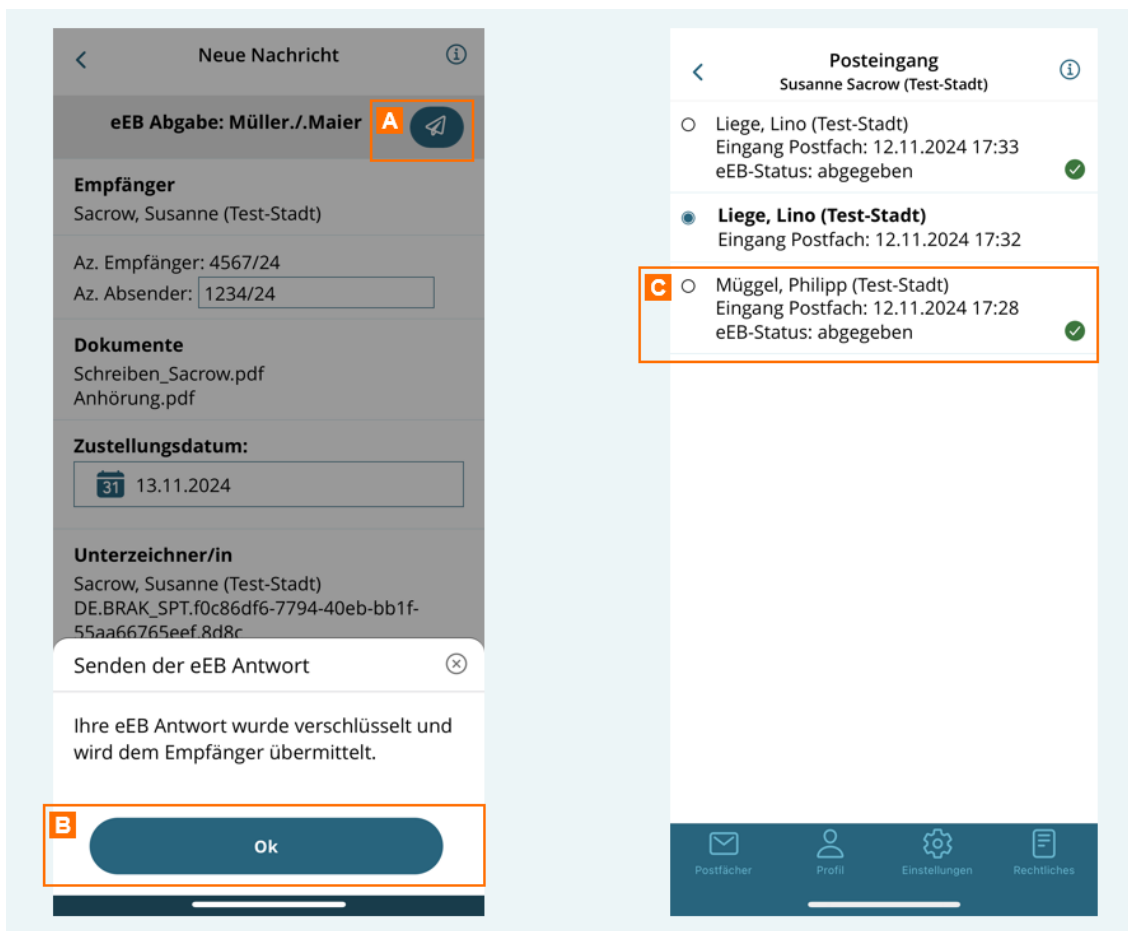 Neue Nachricht
eEB Abgabe: Müller./.Maier
A
Empfänger
Sacrow, Susanne (Test-Stadt)
Az. Empfänger: 4567/24
Az. Absender: 1234/24
Dokumente
Schreiben_Sacrow.pdf
Anhörung.pdf
Zustellungsdatum:
31 13.11.2024
Unterzeichner/in
Sacrow, Susanne (Test-Stadt)
DE.BRAK_SPT.f0c86df6-7794-40eb-bb1f-
55aa66765eef.8d8c
Senden der eEB Antwort
Ihre eEB Antwort wurde verschlüsselt und
wird dem Empfänger übermittelt.
B
Ok
Posteingang
Susanne Sacrow (Test-Stadt)
Liege, Lino (Test-Stadt)
Eingang Postfach: 12.11.2024 17:33
eEB-Status: abgegeben
Liege, Lino (Test-Stadt)
Eingang Postfach: 12.11.2024 17:32
C
Müggel, Philipp (Test-Stadt)
Eingang Postfach: 12.11.2024 17:28
eEB-Status: abgegeben
Postfächer Profil Einstellungen Rechtliches